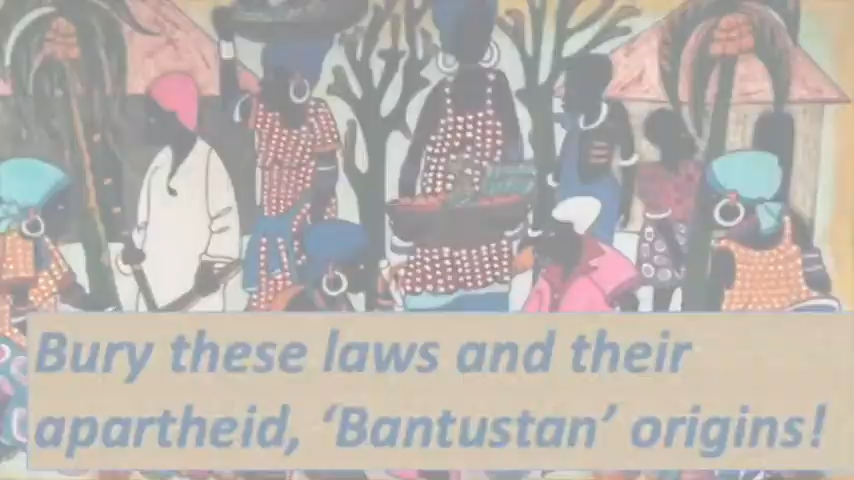 Bury these laws and their
apartheid, ‘Bantustan’ origins!